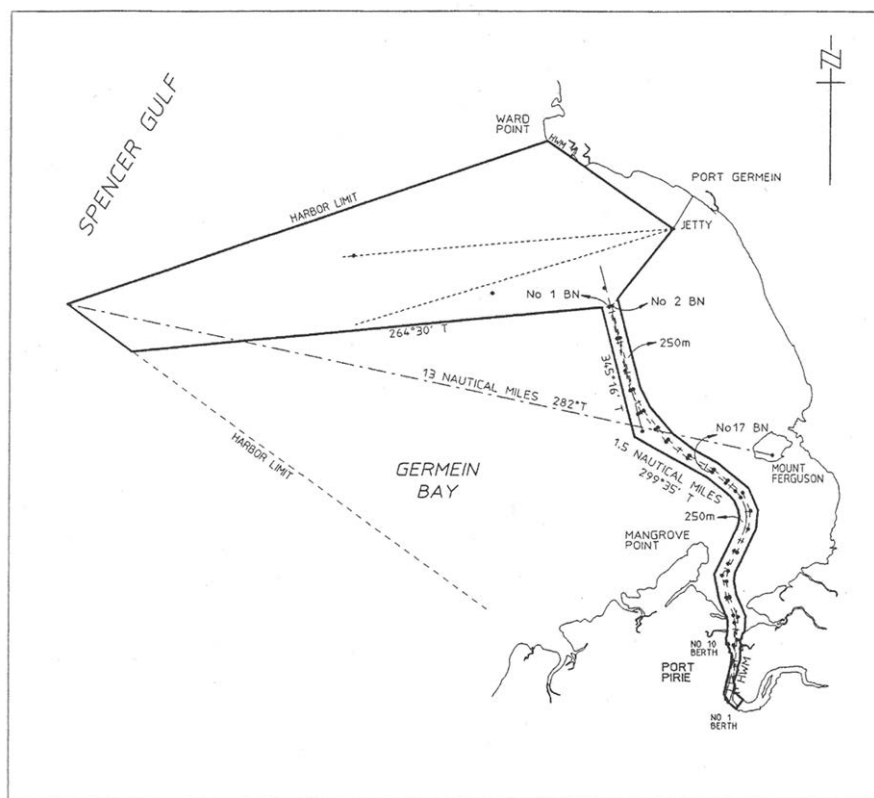 SPENCER GULF
N
WARD
POINT
HWM
PORT GERMEIN
HARBOR LIMIT
JETTY
No 1 BN
No 2 BN
264°30' T
250m
345°16' T
13 NAUTICAL MILES 282°T
No17 BN
HARBOR LIMIT
1.5 NAUTICAL MILES
299°35' T
MOUNT
FERGUSON
GERMEIN
BAY
250m
MANGROVE
POINT
NO 10
BERTH
PORT
PIRIE
HWM
NO 1
BERTH